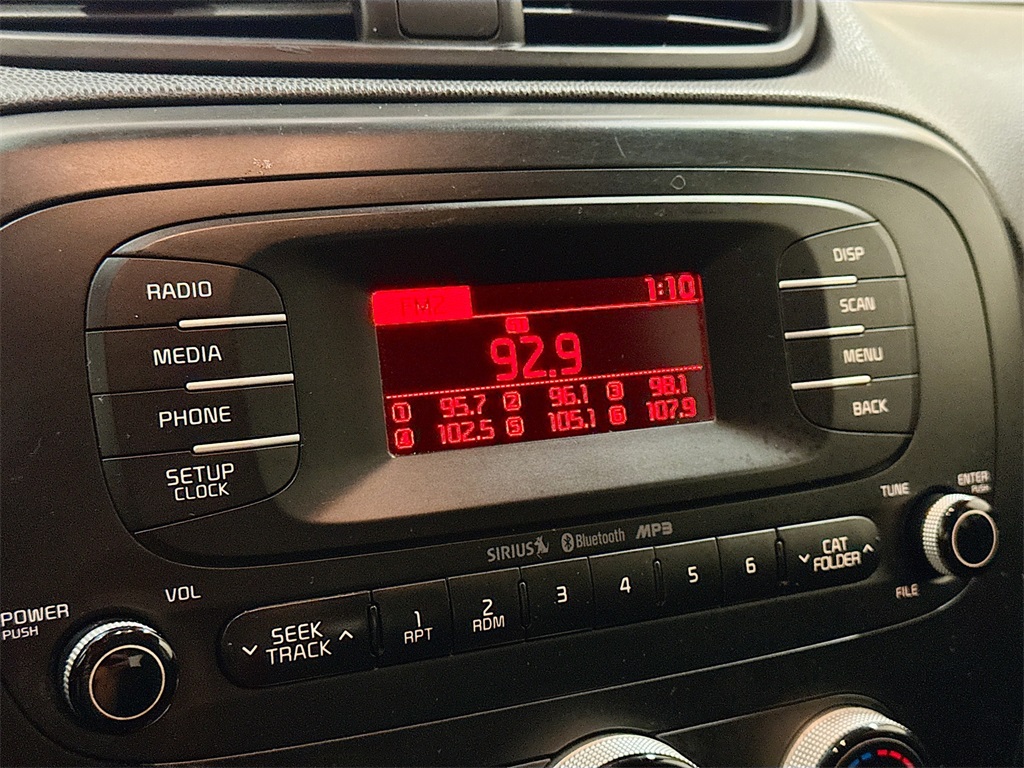 RADIO
MEDIA
PHONE
SETUP
CLOCK
1:10
92.9
1 95.7 2 96.1 3 98.1
4 102.5 5 105.1 6 107.9
DISP
SCAN
MENU
BACK
SIRIUS Bluetooth MP3
TUNE
ENTER
PUSH
FILE
POWER
PUSH
VOL
SEEK
TRACK
1
RPT
2
RDM
3
4
5
6
CAT
FOLDER